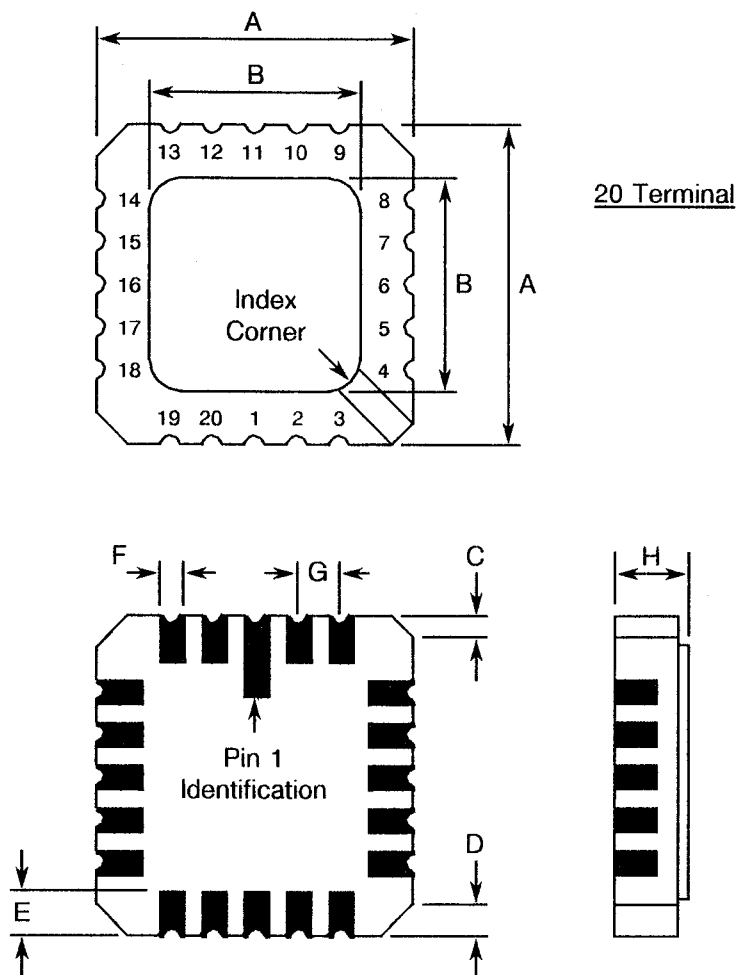 A
B
13 12 11 10 9
14 8
15 7
16 6
17 5
18 4
19 20 1 2 3
Index
Corner
B
A
20 Terminal
F
G
C
H
Pin 1
Identification
E
D